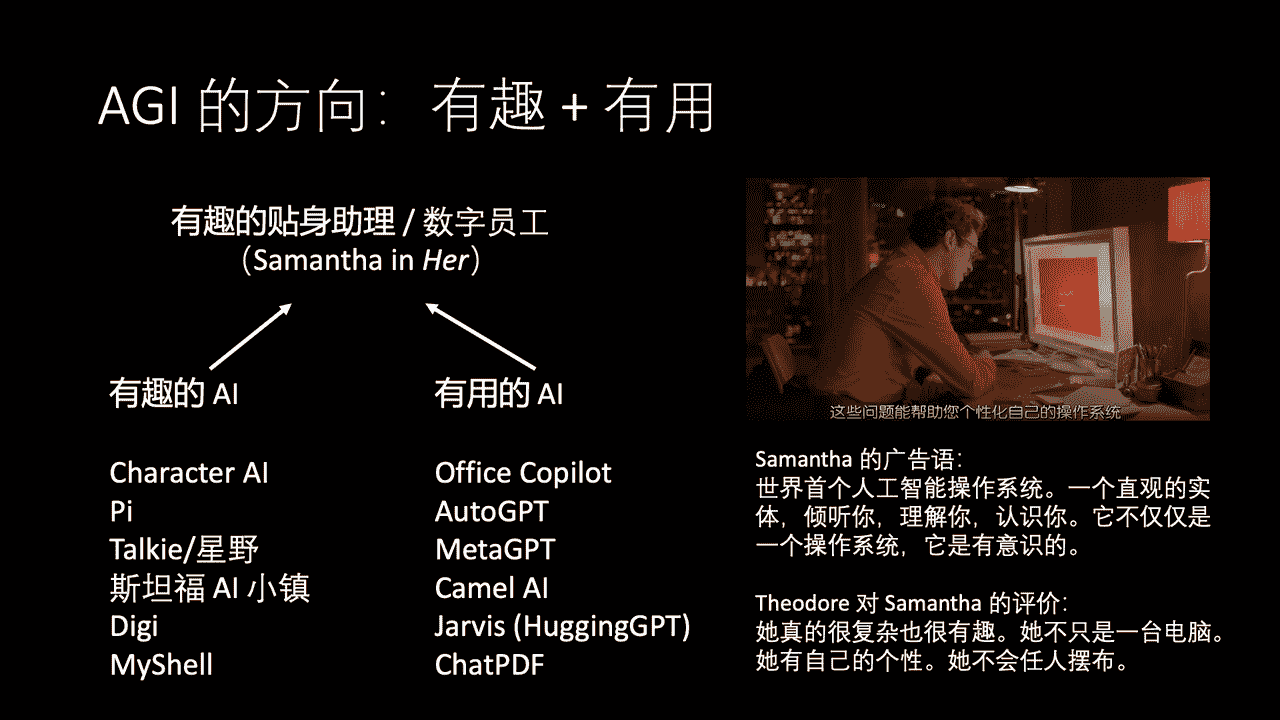 AGI 的方向： 有趣 + 有用
有趣的贴身助理 / 数字员工
（Samantha in Her）
有趣的 AI
Character AI
Pi
Talkie/星野
斯坦福 AI 小镇
Digi
MyShell
有用的 AI
Office Copilot
AutoGPT
MetaGPT
Camel AI
Jarvis (HuggingGPT)
ChatPDF
这些问题能帮助您个性化自己的操作系统
Samantha 的广告语：
世界首个人工智能操作系统。一个直观的实
体，倾听你，理解你，认识你。它不仅仅是
一个操作系统，它是有意识的。
Theodore 对 Samantha 的评价：
她真的很复杂也很有趣。她不只是一台电脑。
她有自己的个性。她不会任人摆布。